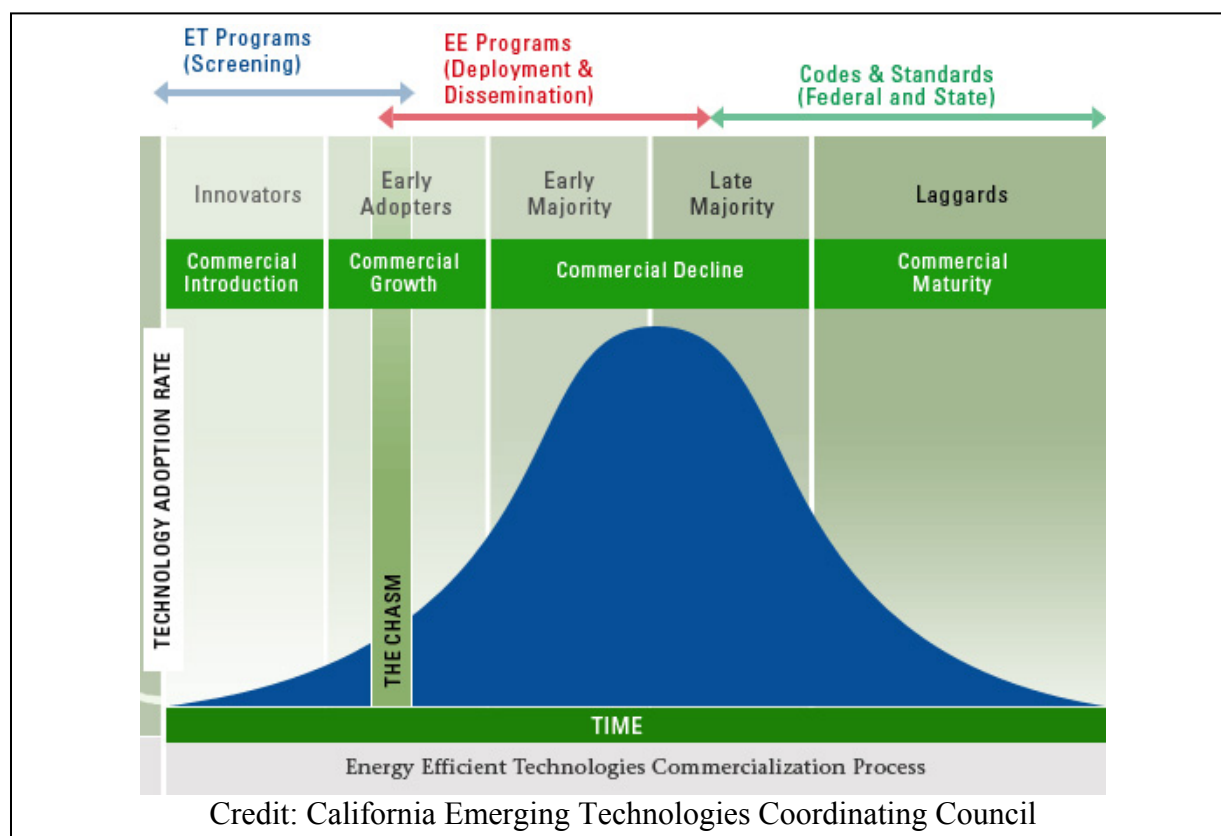 ET Programs
(Screening)
EE Programs
(Deployment &
Dissemination)
Codes & Standards
(Federal and State)
Innovators
Early
Adopters
Early
Majority
Late
Majority
Laggards
Commercial
Introduction
Commercial
Growth
Commercial Decline
Commercial
Maturity
TECHNOLOGY ADOPTION RATE
THE CHASM
TIME
Energy Efficient Technologies Commercialization Process
Credit: California Emerging Technologies Coordinating Council